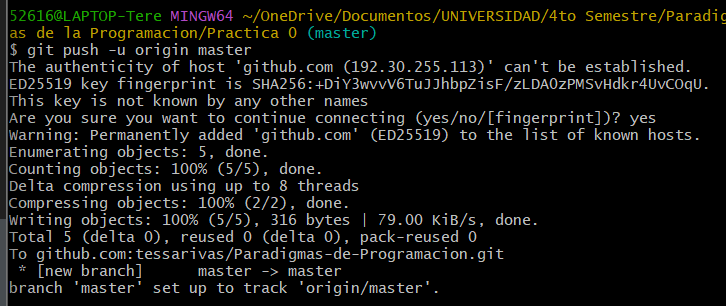 52616@LAPTOP-Tere MINGW64 ~/OneDrive/Documentos/UNIVERSIDAD/4to Semestre/Paradig
as de la Programacion/Practica 0 (master)
$ git push -u origin master
The authenticity of host 'github.com (192.30.255.113)' can't be established.
ED25519 key fingerprint is SHA256:+DiY3wvvV6TuJJhbpZisF/zLDA0zPMSvHdkr4UvCOqU.
This key is not known by any other names
Are you sure you want to continue connecting (yes/no/[fingerprint])? yes
Warning: Permanently added 'github.com' (ED25519) to the list of known hosts.
Enumerating objects: 5, done.
Counting objects: 100% (5/5), done.
Delta compression using up to 8 threads
Compressing objects: 100% (2/2), done.
Writing objects: 100% (5/5), 316 bytes | 79.00 KiB/s, done.
Total 5 (delta 0), reused 0 (delta 0), pack-reused 0
To github.com:tessarivas/Paradigmas-de-Programacion.git
 * [new branch]      master -> master
branch 'master' set up to track 'origin/master'.